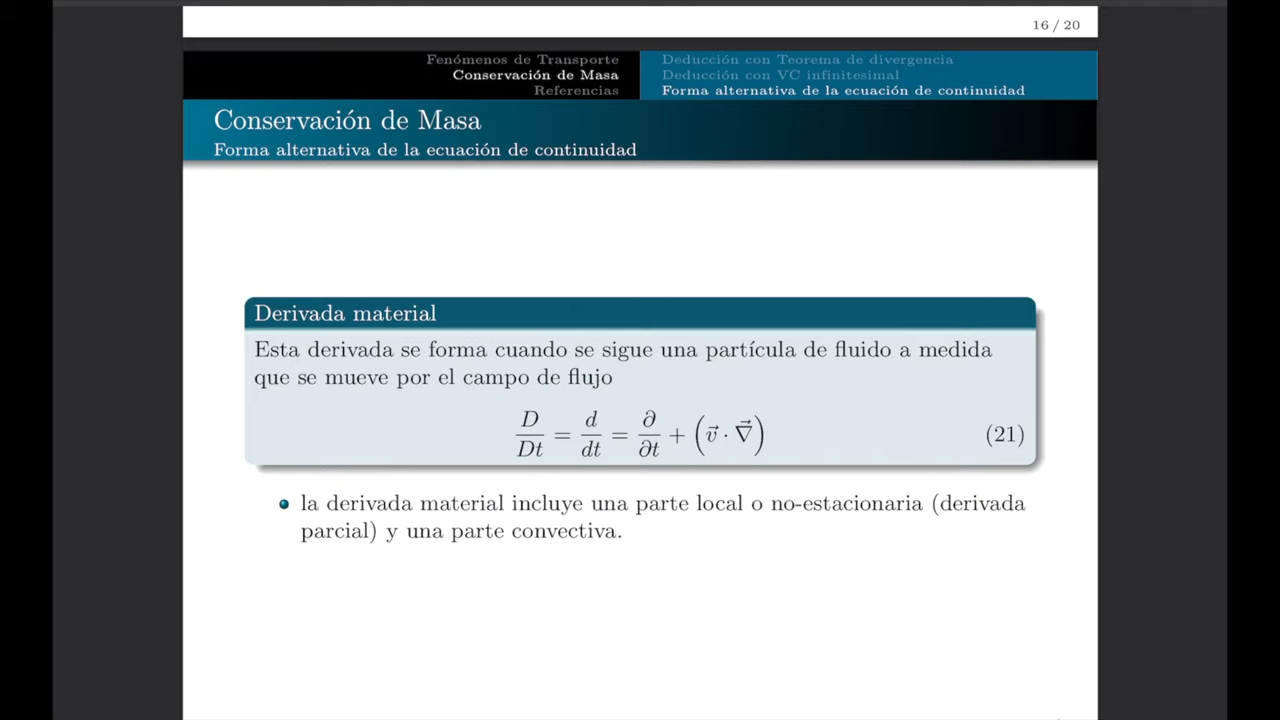 16 / 20
Fenómenos de Transporte
Conservación de Masa
Referencias
Deducción con Teorema de divergencia
Deducción con VC infinitesimal
Forma alternativa de la ecuación de continuidad
Conservación de Masa
Forma alternativa de la ecuación de continuidad
Derivada material
Esta derivada se forma cuando se sigue una partícula de fluido a medida
que se mueve por el campo de flujo
D/Dt = d/dt = ∂/∂t + (v⃗ · ∇⃗) (21)
la derivada material incluye una parte local o no-estacionaria (derivada
parcial) y una parte convectiva.